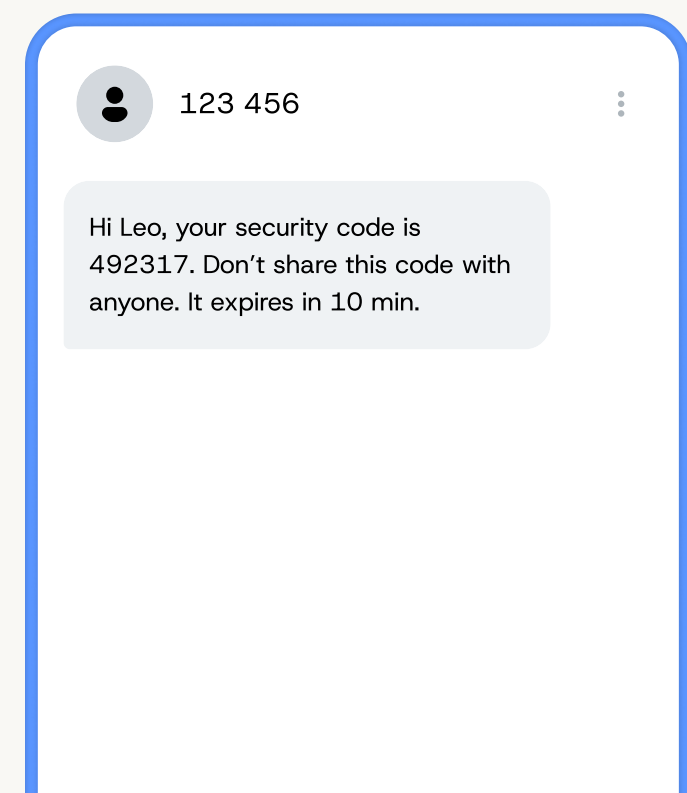 123 456
Hi Leo, your security code is
492317. Don’t share this code with
anyone. It expires in 10 min.